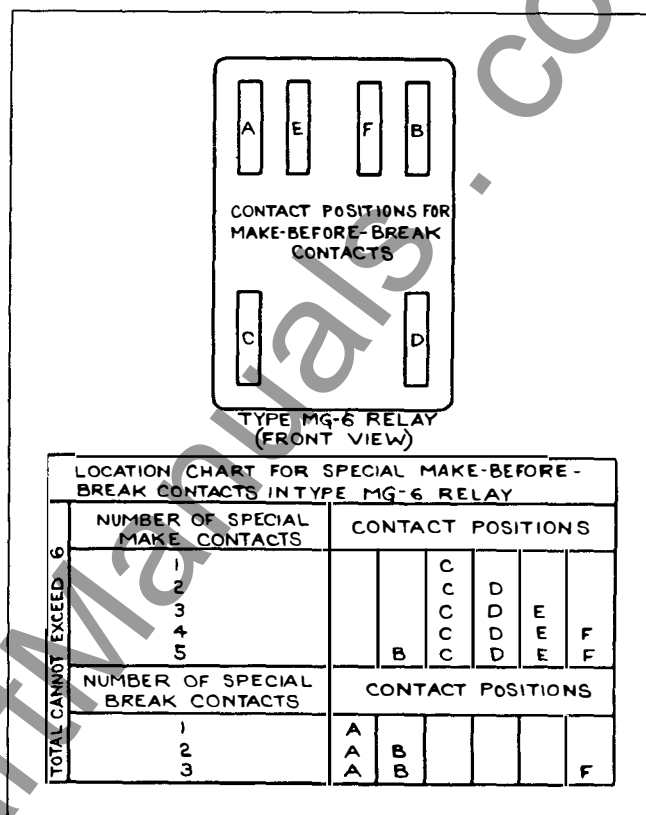 A E F B
CONTACT POSITIONS FOR
MAKE-BEFORE-BREAK
CONTACTS
C D
TYPE MG-6 RELAY
(FRONT VIEW)
LOCATION CHART FOR SPECIAL MAKE-BEFORE-
BREAK CONTACTS IN TYPE MG-6 RELAY
TOTAL CANNOT EXCEED 6
NUMBER OF SPECIAL
MAKE CONTACTS
CONTACT POSITIONS
1 C
2 C D
3 C D E
4 C D E F
5 B C D E F
NUMBER OF SPECIAL
BREAK CONTACTS
CONTACT POSITIONS
1 A
2 A B
3 A B F